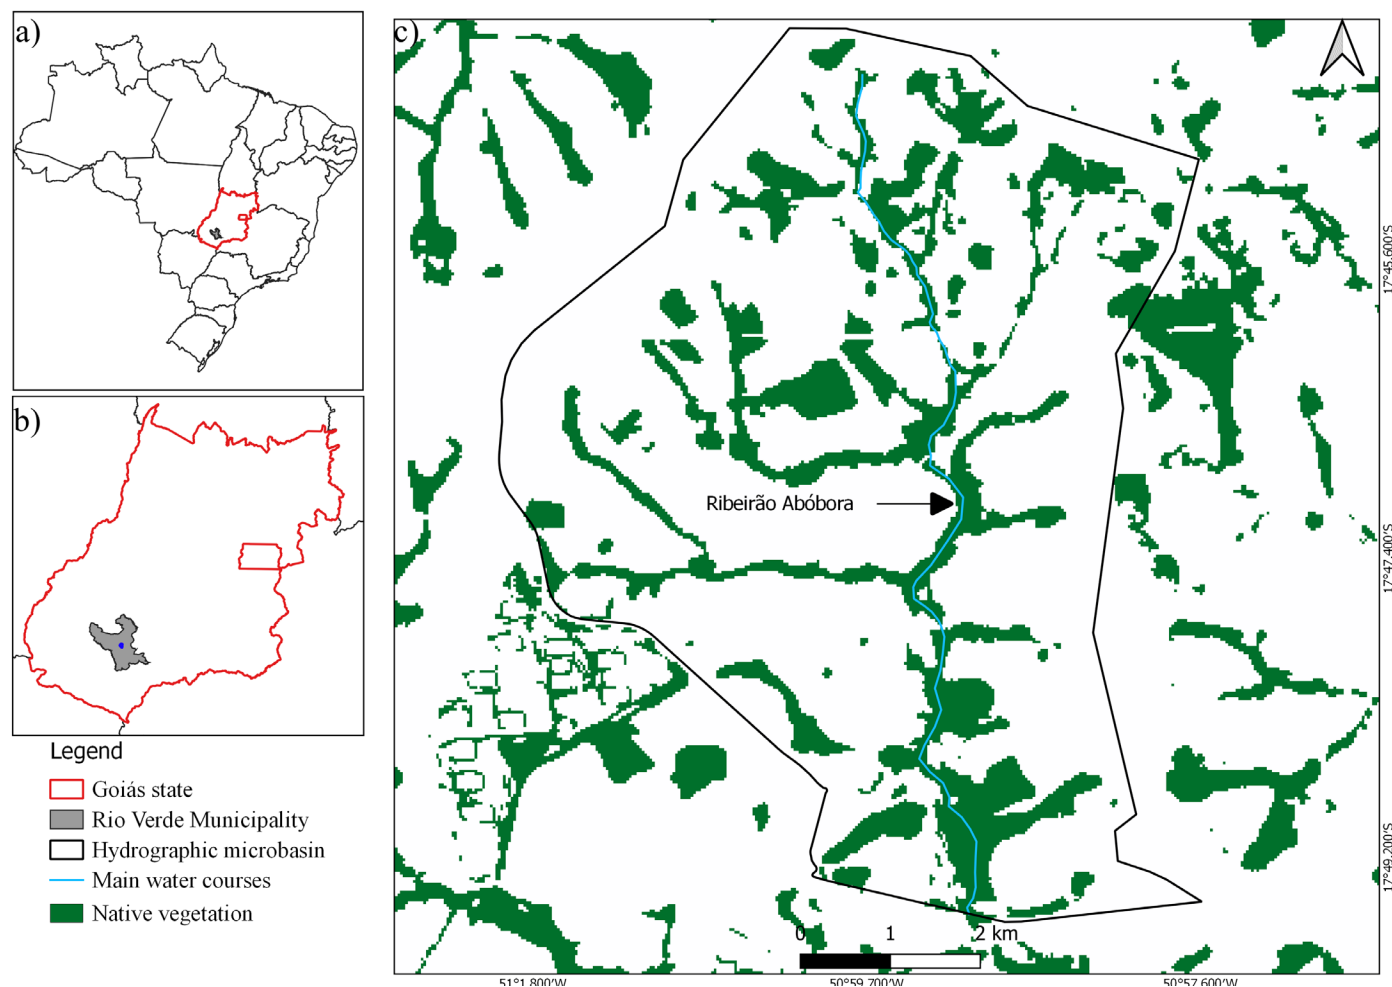 a)
b)
c)
Ribeirão Abóbora
Legend
Goiás state
Rio Verde Municipality
Hydrographic microbasin
Main water courses
Native vegetation
0 1 2 km
17°45.600'S
17°47.400'S
17°49.200'S
51°1.800'W 50°59.700'W 50°57.600'W